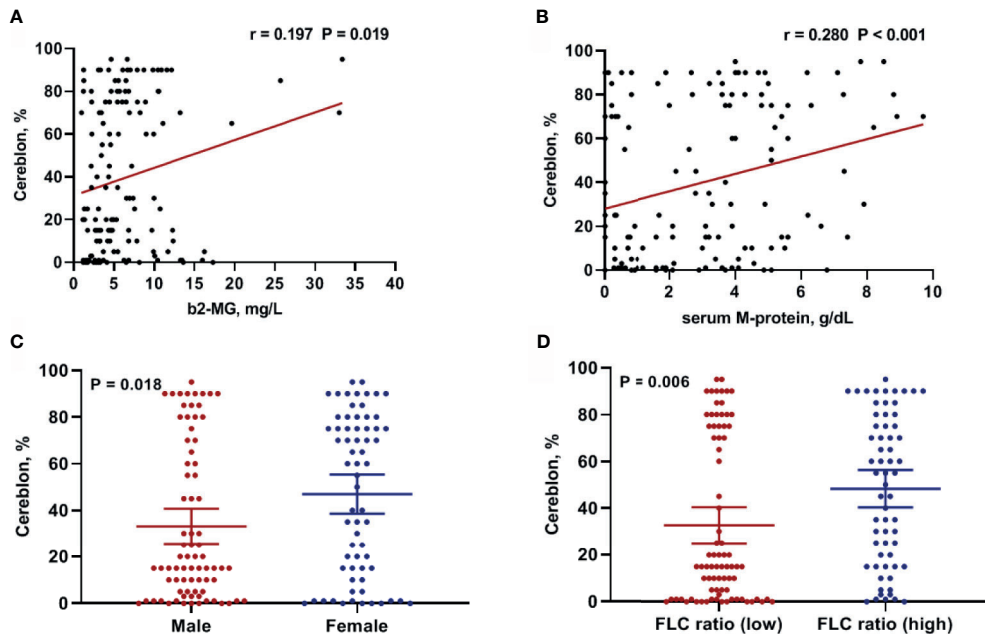 A
r = 0.197 P = 0.019
Cereblon, %
100
80
60
40
20
0
0 5 10 15 20 25 30 35 40
b2-MG, mg/L
B
r = 0.280 P < 0.001
Cereblon, %
100
80
60
40
20
0
0 2 4 6 8 10
serum M-protein, g/dL
C
P = 0.018
Cereblon, %
100
80
60
40
20
0
Male Female
D
P = 0.006
Cereblon, %
100
80
60
40
20
0
FLC ratio (low) FLC ratio (high)